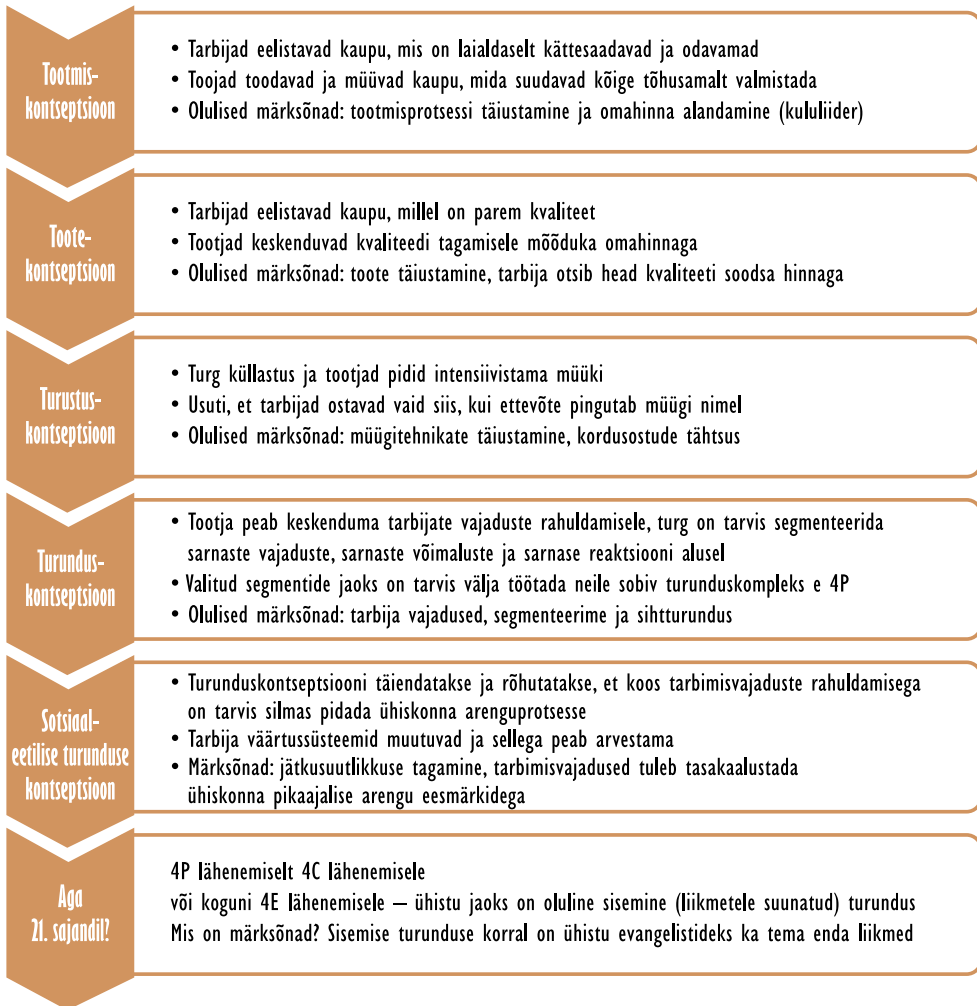 Tootmis-
kontseptsioon
• Tarbijad eelistavad kaupu, mis on laialdaselt kättesaadavad ja odavamad
• Toojad toodavad ja müüvad kaupu, mida suudavad kõige tõhusamalt valmistada
• Olulised märksõnad: tootmisprotsessi täiustamine ja omahinna alandamine (kululiider)
Toote-
kontseptsioon
• Tarbijad eelistavad kaupu, millel on parem kvaliteet
• Tootjad keskenduvad kvaliteedi tagamisele mõõduka omahinnaga
• Olulised märksõnad: toote täiustamine, tarbija otsib head kvaliteeti soodsa hinnaga
Turustus-
kontseptsioon
• Turg küllastus ja tootjad pidid intensiivistama müüki
• Usuti, et tarbijad ostavad vaid siis, kui ettevõte pingutab müügi nimel
• Olulised märksõnad: müügitehnikate täiustamine, kordusostude tähtsus
Turundus-
kontseptsioon
• Tootja peab keskenduma tarbijate vajaduste rahuldamisele, turg on tarvis segmenteerida
sarnaste vajaduste, sarnaste võimaluste ja sarnase reaktsiooni alusel
• Valitud segmentide jaoks on tarvis välja töötada neile sobiv turunduskompleks e 4P
• Olulised märksõnad: tarbija vajadused, segmenteerime ja sihtturundus
Sotsiaal-
eetilise turunduse
kontseptsioon
• Turunduskontseptsiooni täiendatakse ja rõhutatakse, et koos tarbimisvajaduste rahuldamisega
on tarvis silmas pidada ühiskonna arenguprotsesse
• Tarbija väärtussüsteemid muutuvad ja sellega peab arvestama
• Märksõnad: jätkusuutlikkuse tagamine, tarbimisvajadused tuleb tasakaalustada
ühiskonna pikaajalise arengu eesmärkidega
Aga
21. sajandil?
4P lähenemiselt 4C lähenemisele
või koguni 4E lähenemisele – ühistu jaoks on oluline sisemine (liikmetele suunatud) turundus
Mis on märksõnad? Sisemise turunduse korral on ühistu evangelistideks ka tema enda liikmed